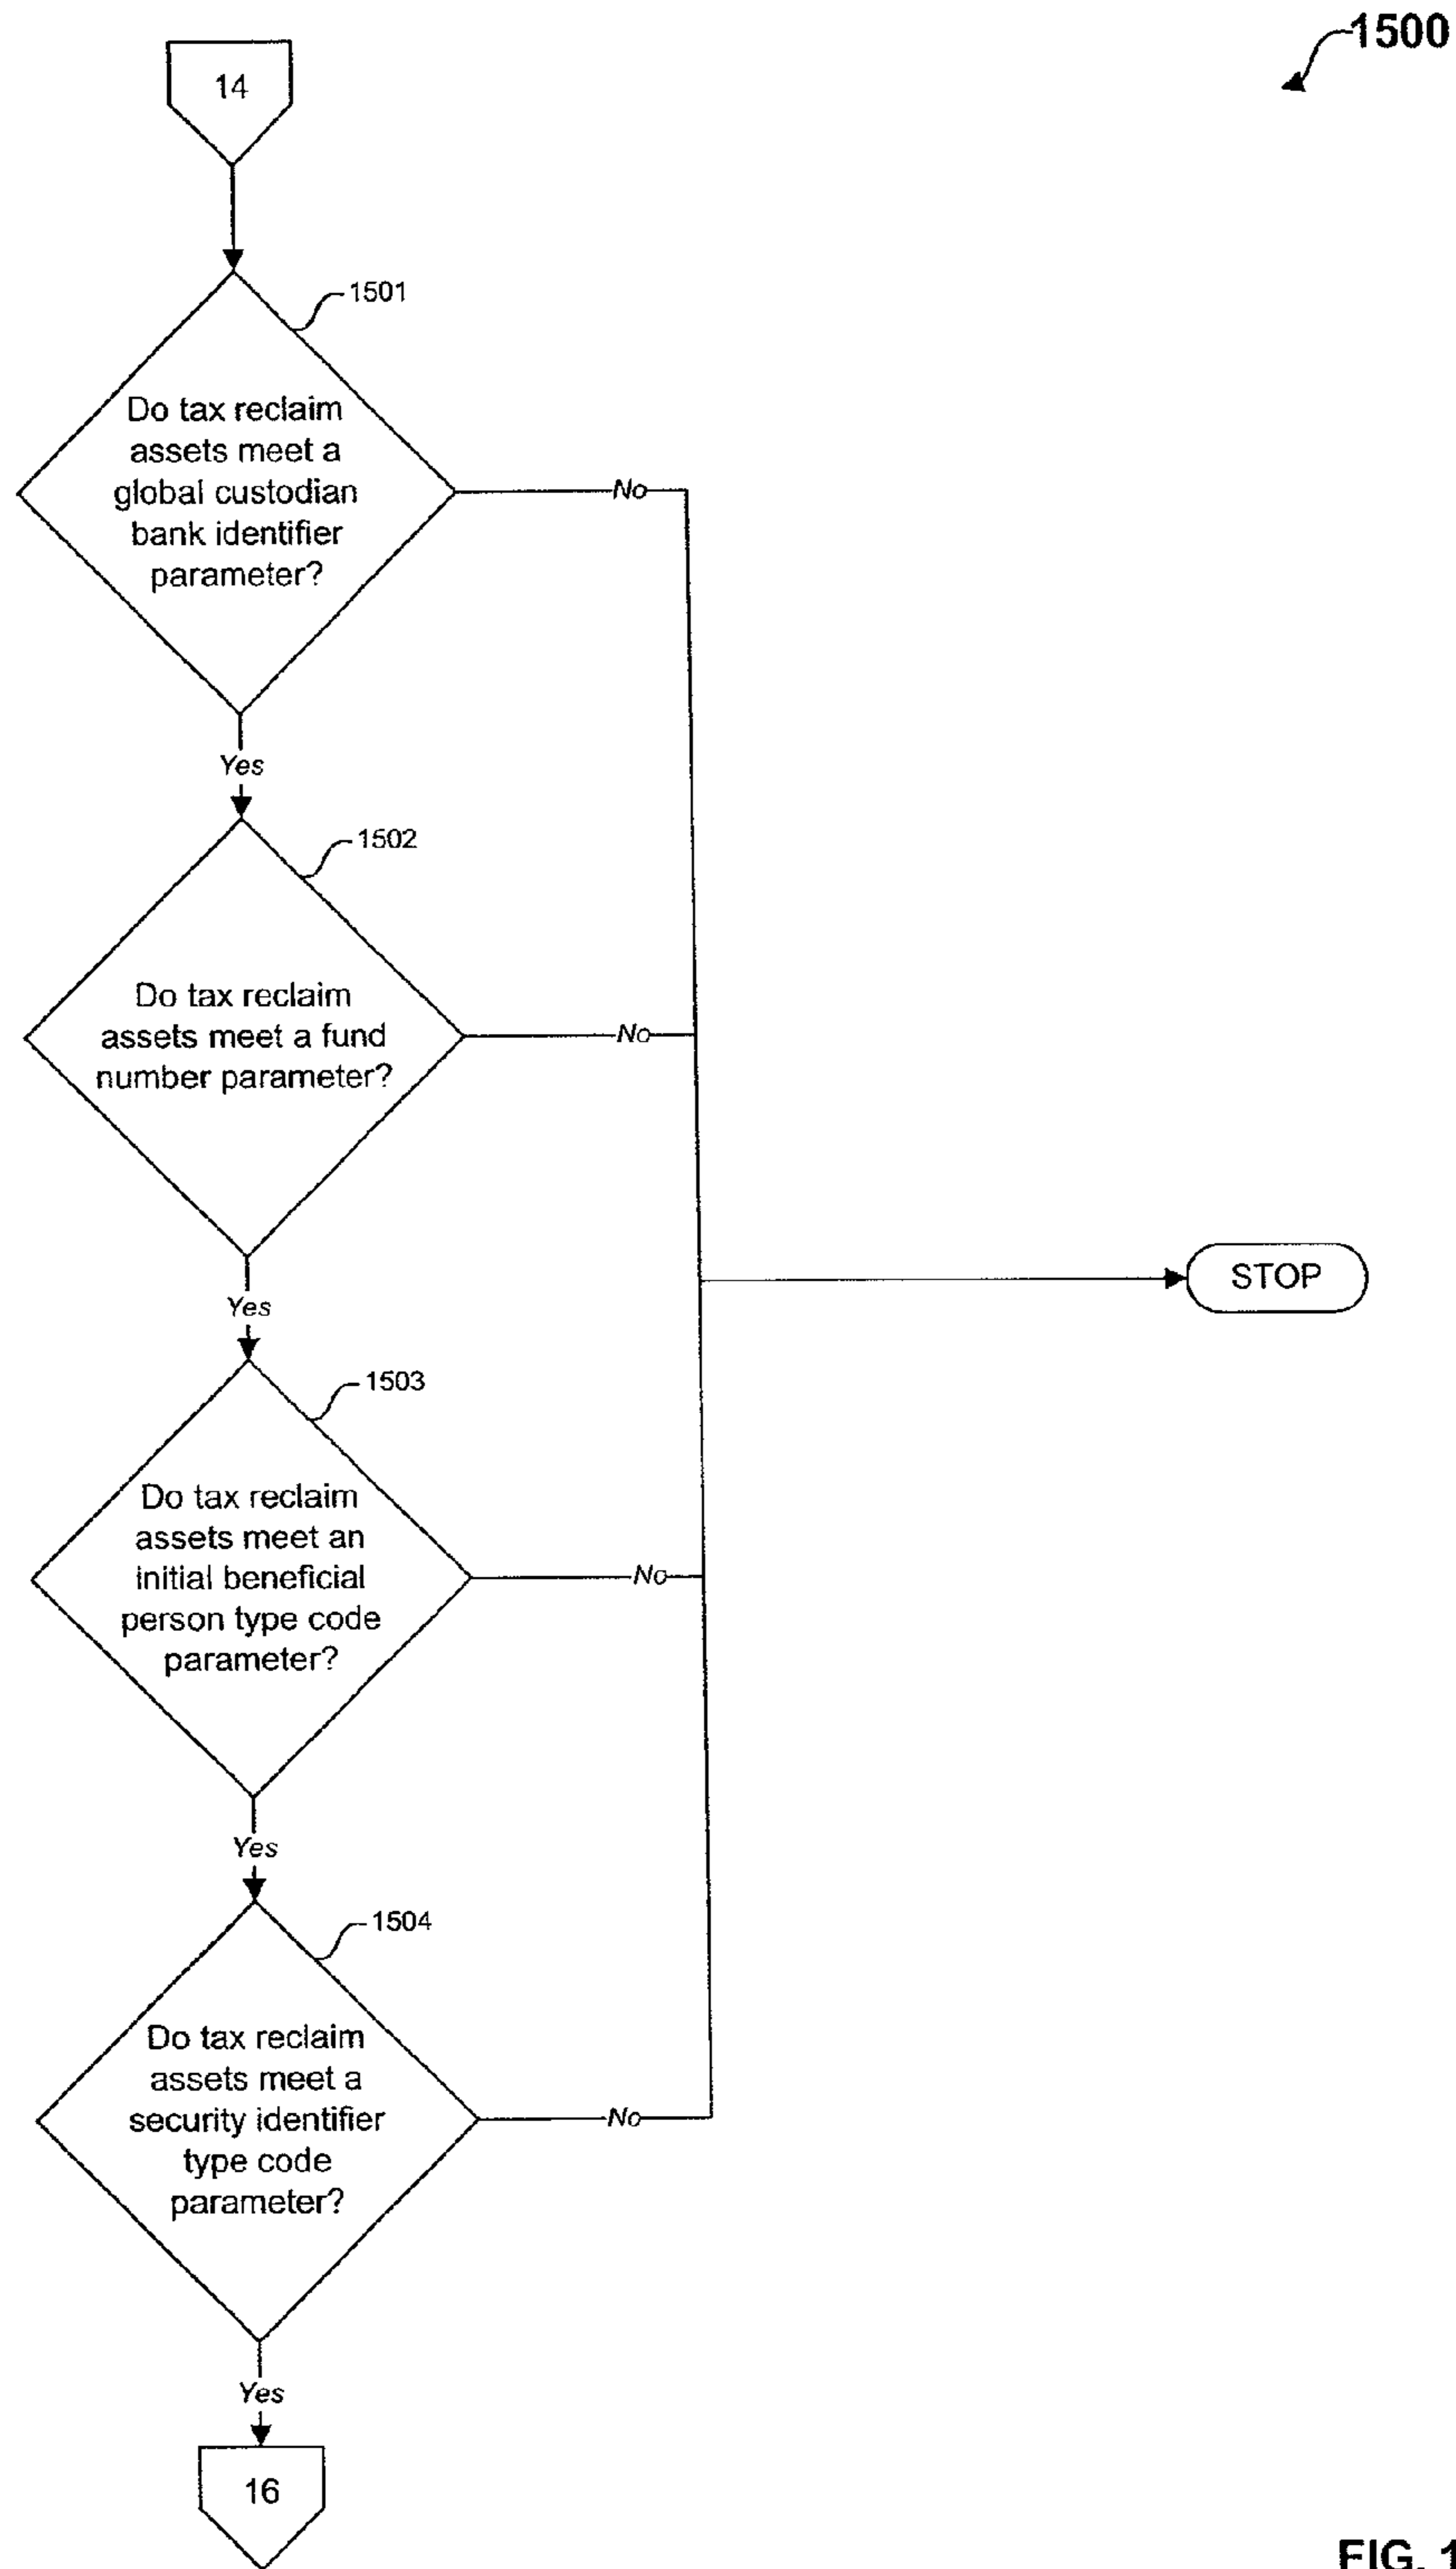 1500
14
1501
Do tax reclaim
assets meet a
global custodian
bank identifier
parameter?
No
Yes
1502
Do tax reclaim
assets meet a fund
number parameter?
No
Yes
STOP
1503
Do tax reclaim
assets meet an
initial beneficial
person type code
parameter?
No
Yes
1504
Do tax reclaim
assets meet a
security identifier
type code
parameter?
No
Yes
16
FIG. 1